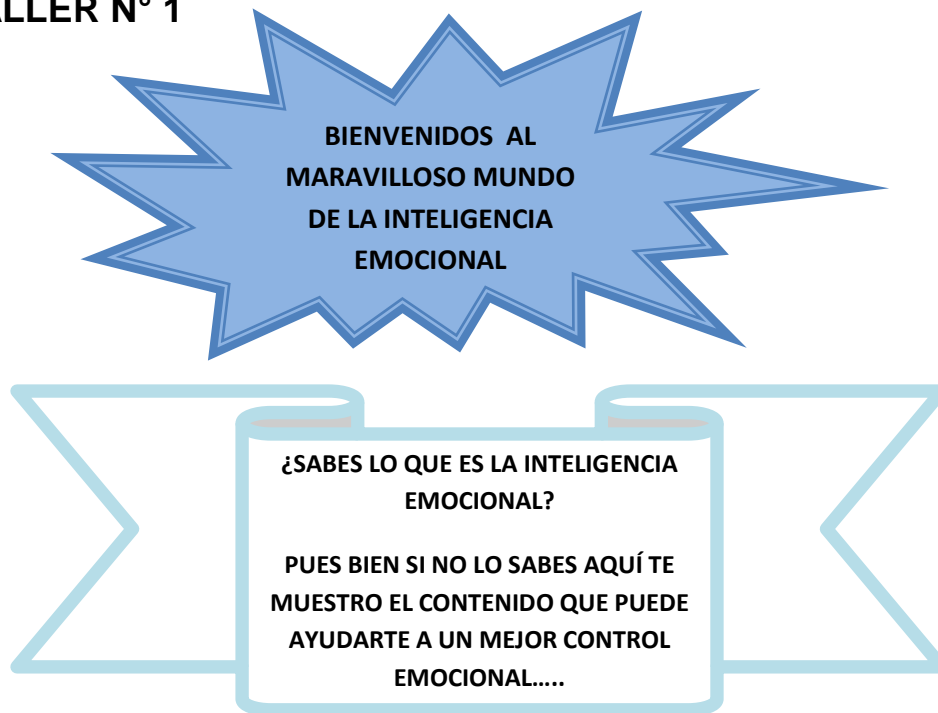 ALLER N° 1
BIENVENIDOS AL
MARAVILLOSO MUNDO
DE LA INTELIGENCIA
EMOCIONAL
¿SABES LO QUE ES LA INTELIGENCIA
EMOCIONAL?
PUES BIEN SI NO LO SABES AQUÍ TE
MUESTRO EL CONTENIDO QUE PUEDE
AYUDARTE A UN MEJOR CONTROL
EMOCIONAL…..